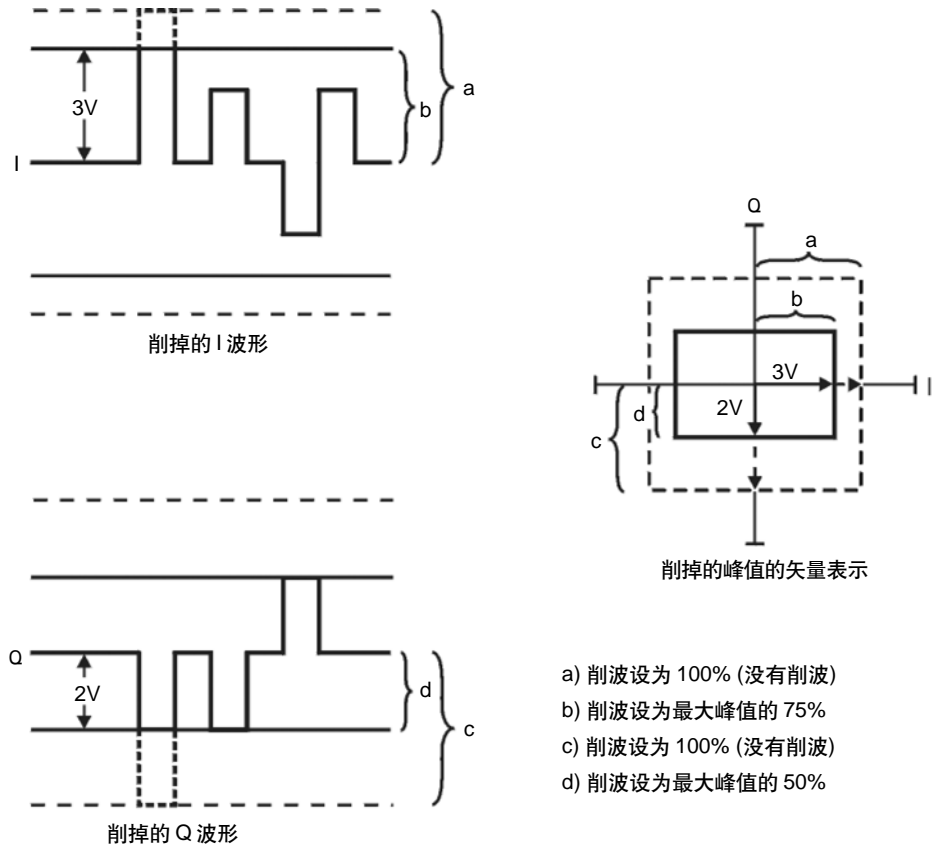 3V
b
a
I
削掉的 I 波形
Q
a
b
3V
I
2V
d
c
削掉的峰值的矢量表示
Q
2V
d
c
削掉的 Q 波形
a) 削波设为 100% (没有削波)
b) 削波设为最大峰值的 75%
c) 削波设为 100% (没有削波)
d) 削波设为最大峰值的 50%